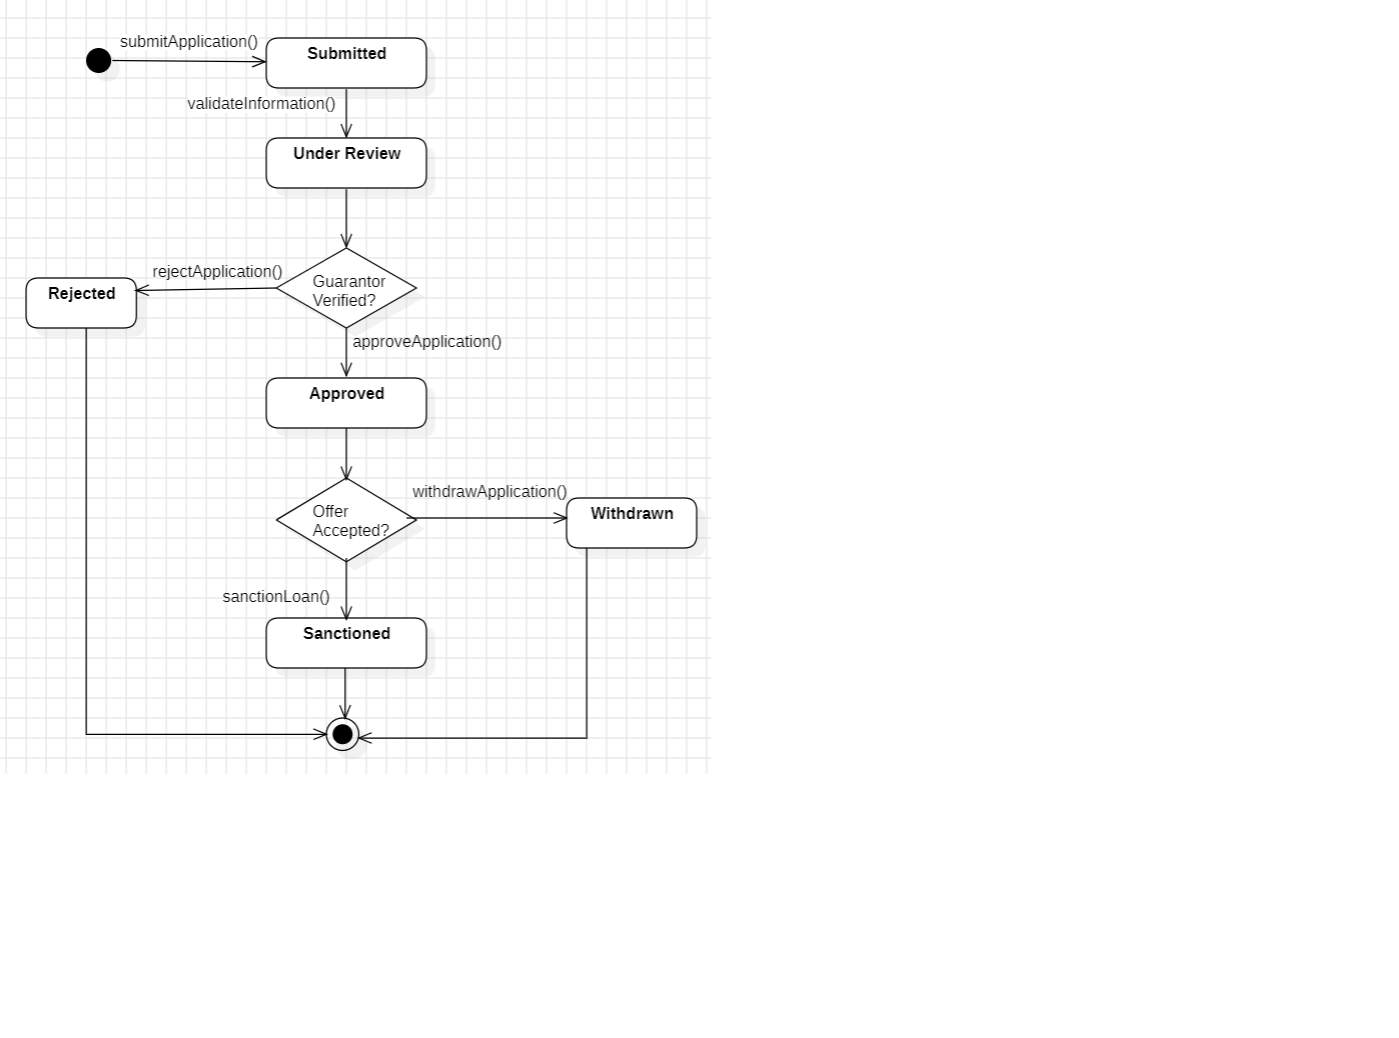 submitApplication()
Submitted
validateInformation()
Under Review
rejectApplication()
Guarantor
Verified?
Rejected
approveApplication()
Approved
withdrawApplication()
Offer
Accepted?
Withdrawn
sanctionLoan()
Sanctioned